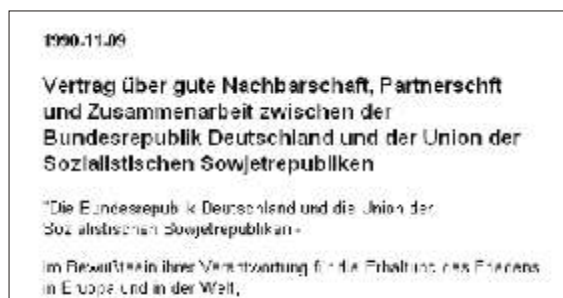 1990-11-09
Vertrag über gute Nachbarschaft, Partnerschft
und Zusammenarbeit zwischen der
Bundesrepublik Deutschland und der Union der
Sozialistischen Sowjetrepubliken
"Die Bundesrepublik Deutschland und die Union der
Sozialistischen Sowjetrepubliken -
im Bewußtsein ihrer Verantwortung für die Erhaltung des Friedens
in Europa und in der Welt,